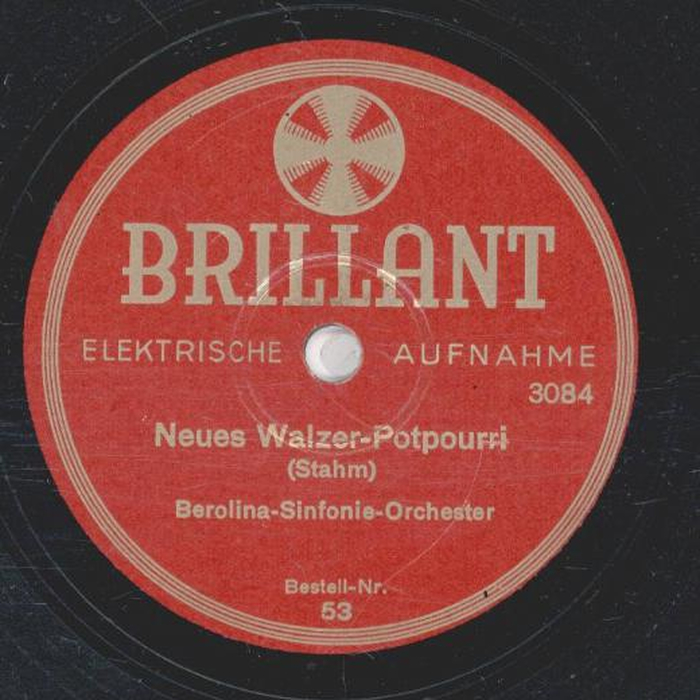 BRILLANT
ELEKTRISCHE AUFNAHME
3084
Neues Walzer-Potpourri
(Stahm)
Berolina-Sinfonie-Orchester
Bestell-Nr.
53